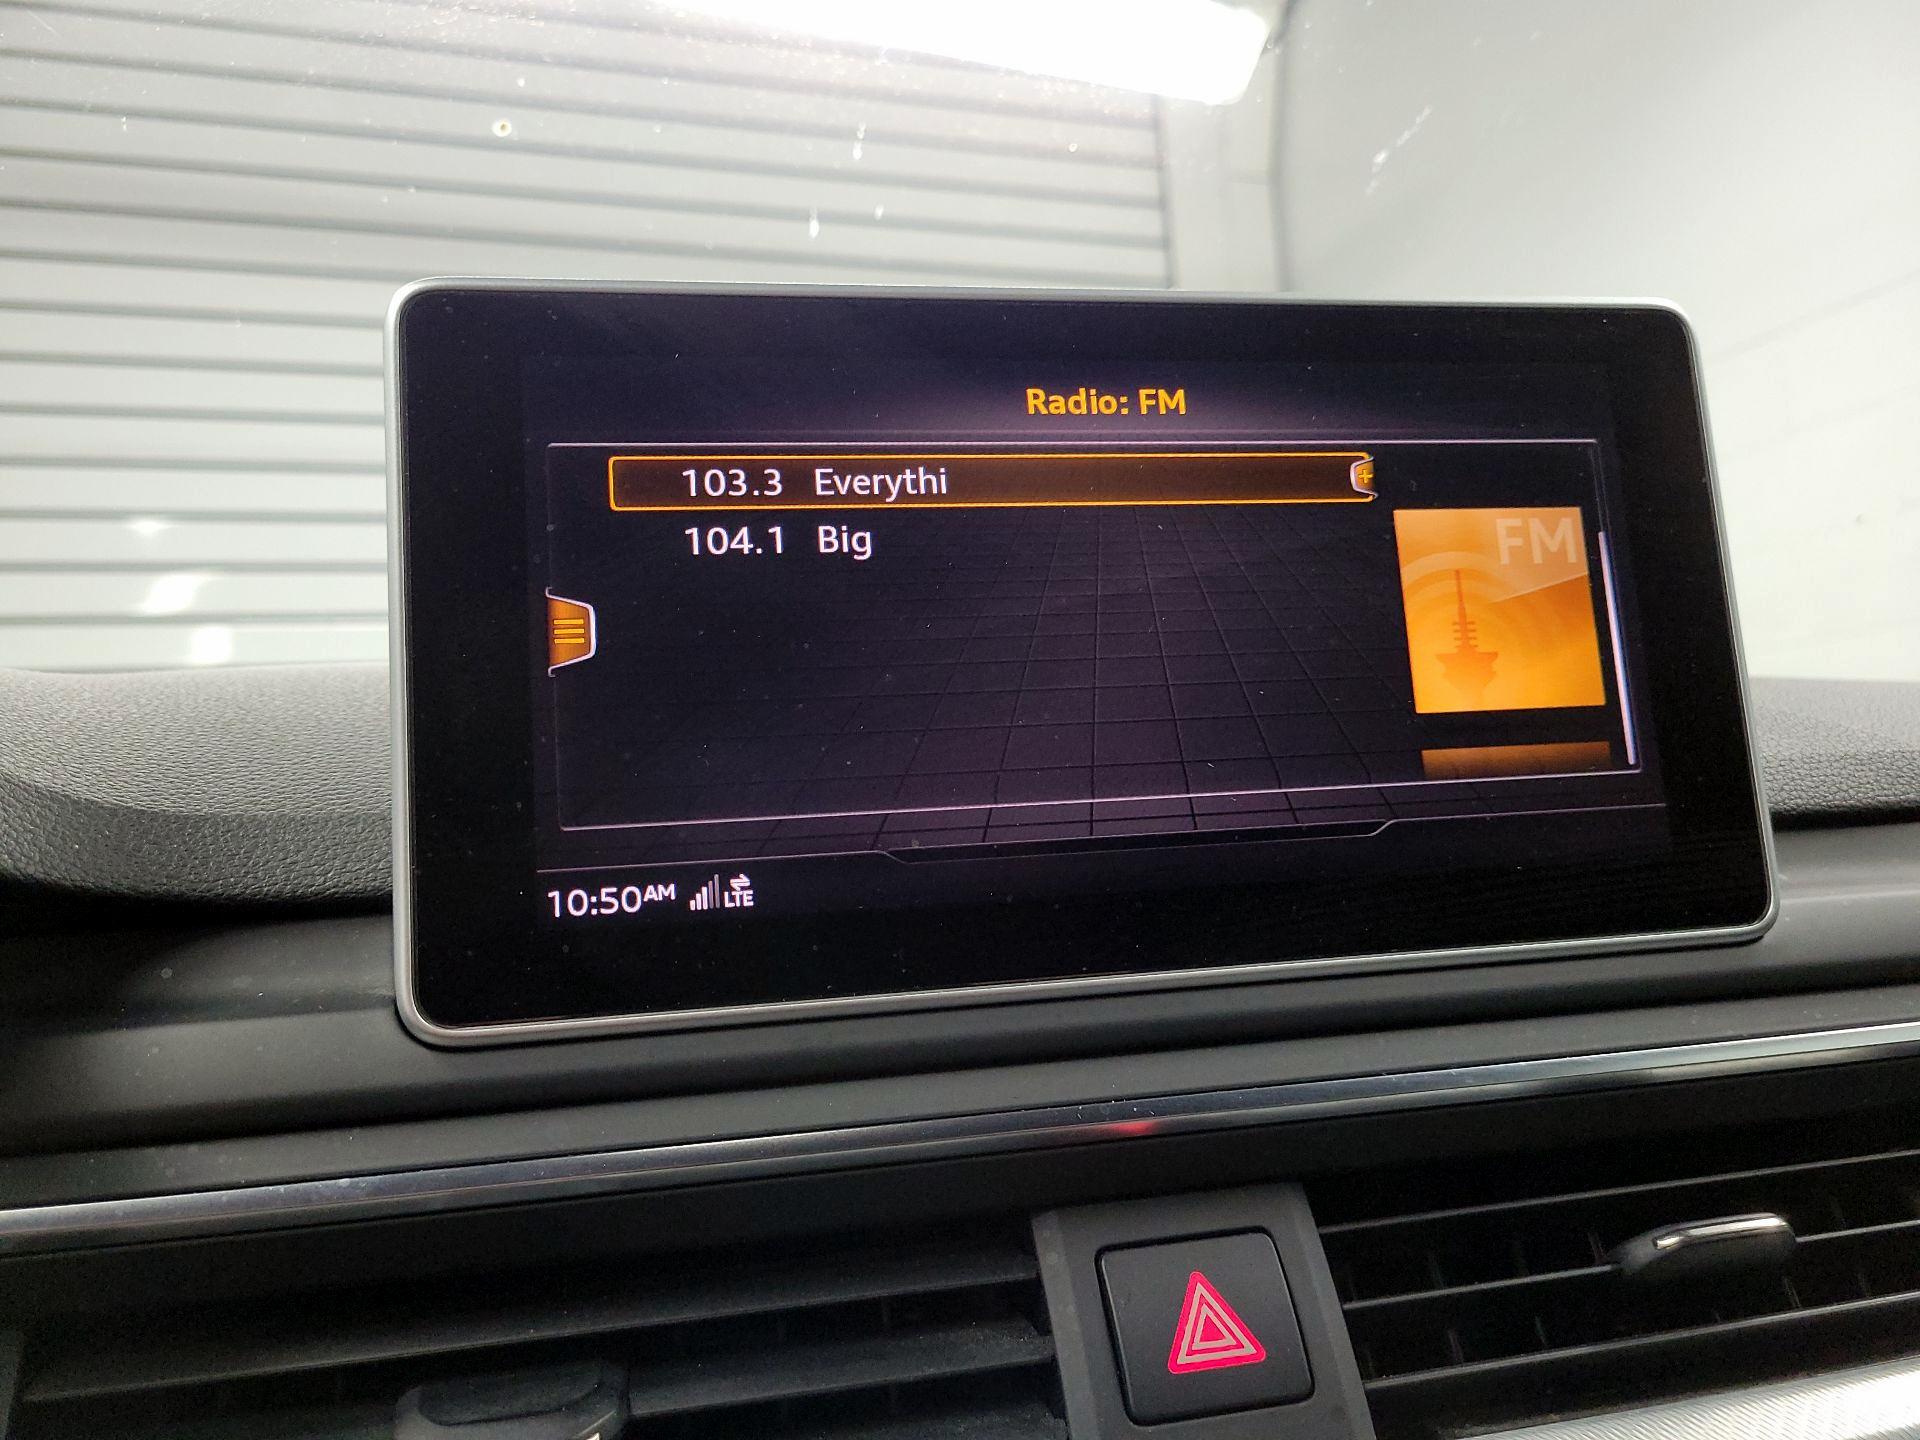 Radio: FM
103.3 Everythi
104.1 Big
FM
10:50AM LTE